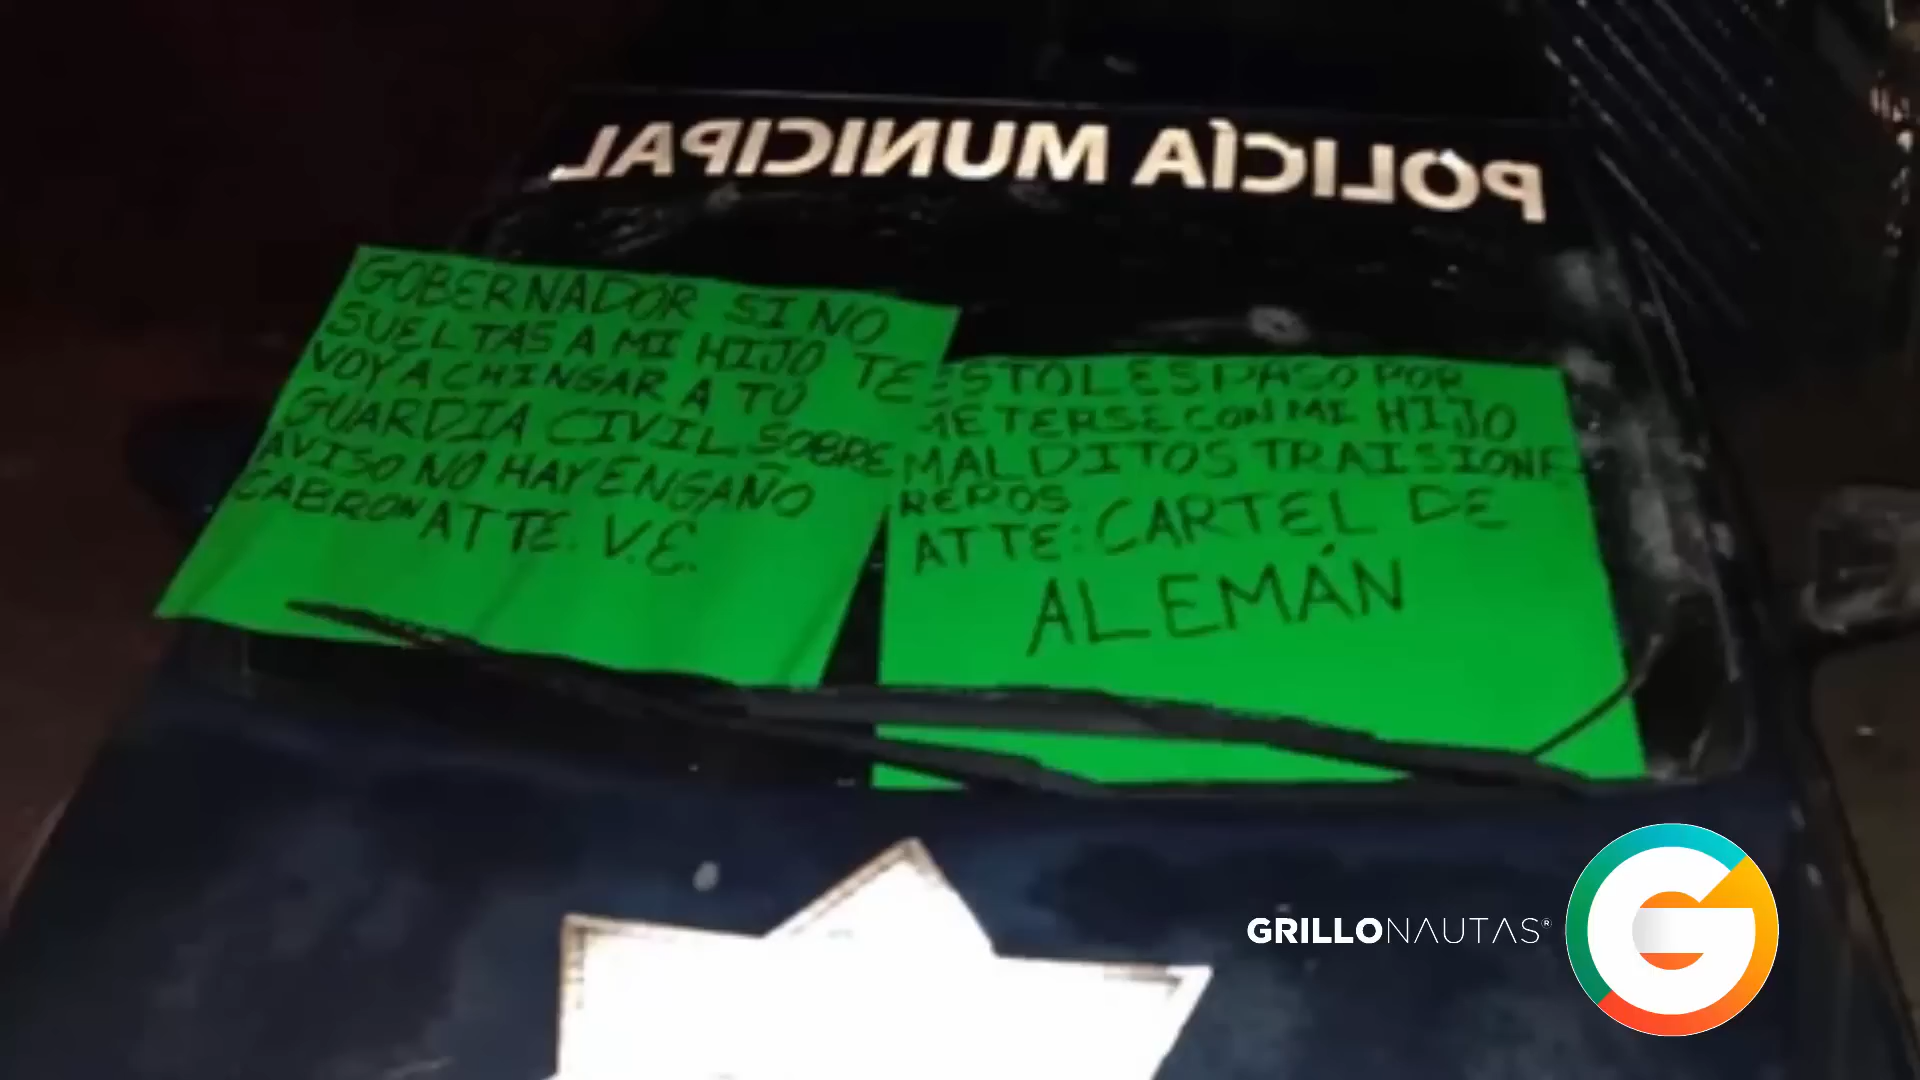 POLICÍA MUNICIPAL
GOBERNADOR SI NO
SUELTAS A MI HIJO TE
VOY A CHINGAR A TÚ
GUARDIA CIVIL SOBRE
AVISO NO HAY ENGAÑO
CABRON ATTE. V.E.
ESTO LES PASO POR
METERSE CON MI HIJO
MALDITOS TRAISIONE
REROS
ATTE: CARTEL DE
ALEMÁN
GRILLONAUTAS®
G